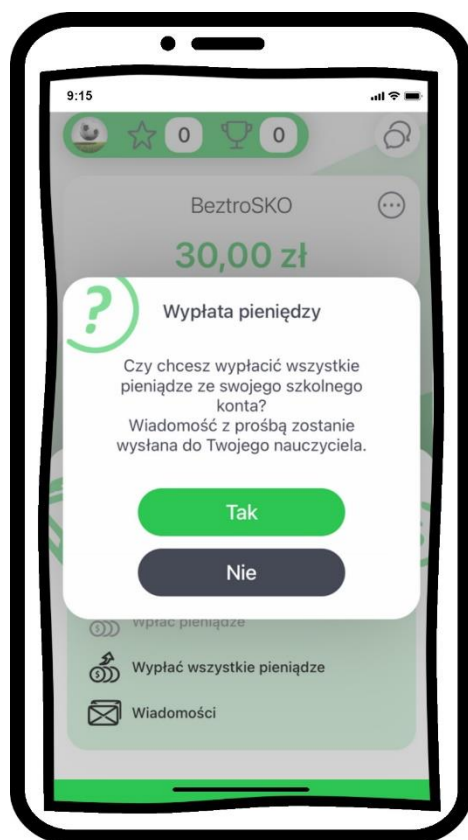 9:15
0 0
BeztroSKO
30,00 zł
?
Wypłata pieniędzy
Czy chcesz wypłacić wszystkie
pieniądze ze swojego szkolnego
konta?
Wiadomość z prośbą zostanie
wysłana do Twojego nauczyciela.
Tak
Nie
Wpłać pieniądze
Wypłać wszystkie pieniądze
Wiadomości